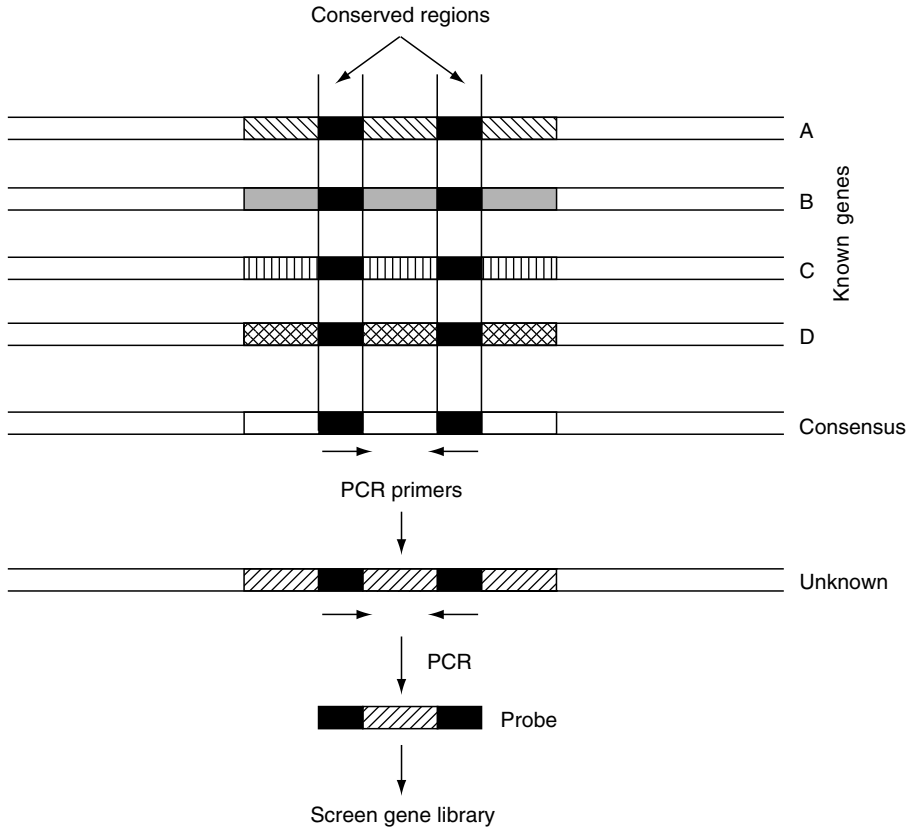 Conserved regions
A
B
C
D
Known genes
Consensus
PCR primers
Unknown
PCR
Probe
Screen gene library